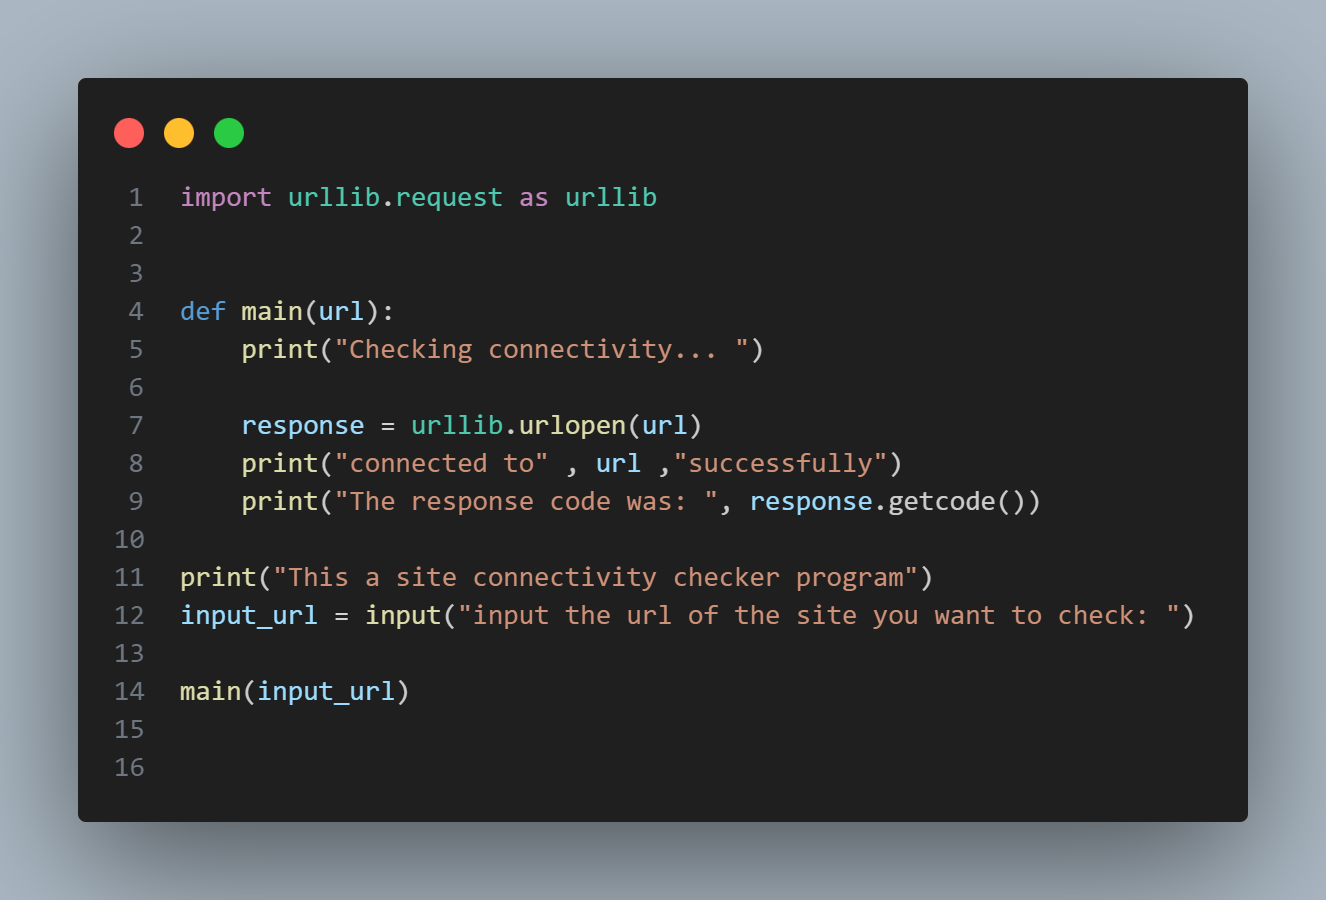 1 import urllib.request as urllib
2
3
4 def main(url):
5     print("Checking connectivity... ")
6
7     response = urllib.urlopen(url)
8     print("connected to" , url ,"successfully")
9     print("The response code was: ", response.getcode())
10
11 print("This a site connectivity checker program")
12 input_url = input("input the url of the site you want to check: ")
13
14 main(input_url)
15
16